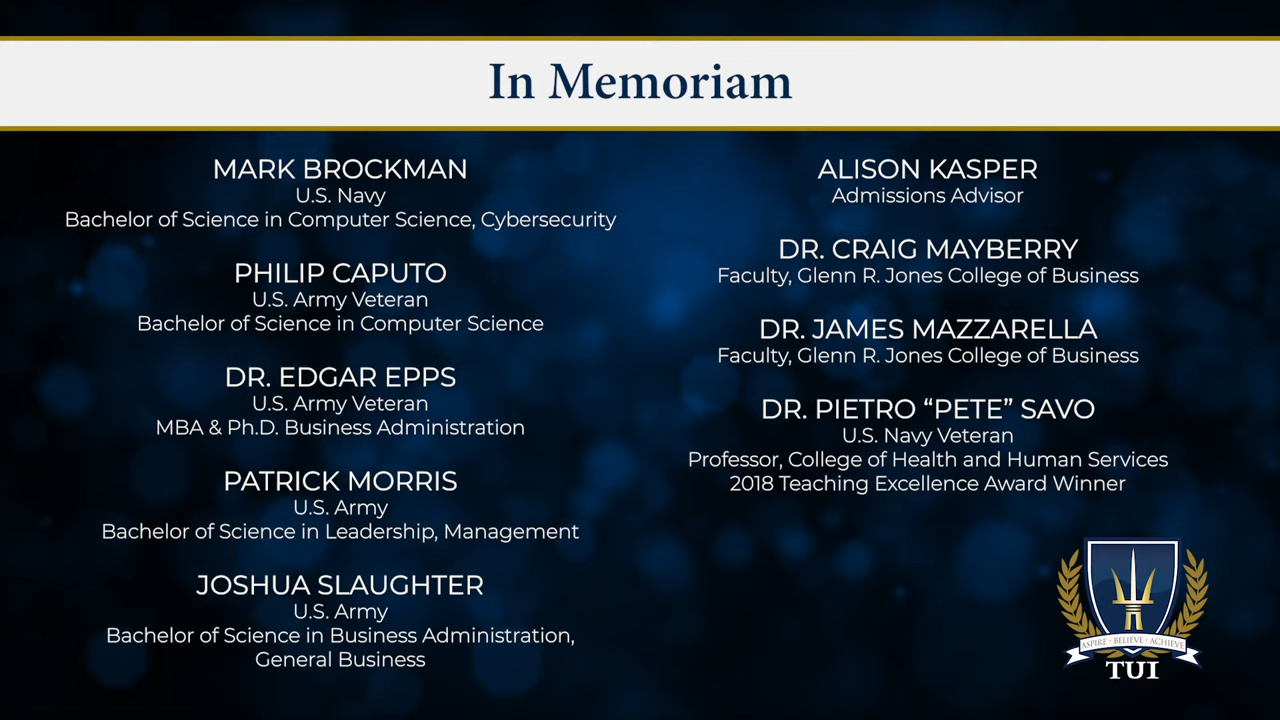 In Memoriam
MARK BROCKMAN
U.S. Navy
Bachelor of Science in Computer Science, Cybersecurity
PHILIP CAPUTO
U.S. Army Veteran
Bachelor of Science in Computer Science
DR. EDGAR EPPS
U.S. Army Veteran
MBA & Ph.D. Business Administration
PATRICK MORRIS
U.S. Army
Bachelor of Science in Leadership, Management
JOSHUA SLAUGHTER
U.S. Army
Bachelor of Science in Business Administration,
General Business
ALISON KASPER
Admissions Advisor
DR. CRAIG MAYBERRY
Faculty, Glenn R. Jones College of Business
DR. JAMES MAZZARELLA
Faculty, Glenn R. Jones College of Business
DR. PIETRO “PETE” SAVO
U.S. Navy Veteran
Professor, College of Health and Human Services
2018 Teaching Excellence Award Winner
ASPIRE · BELIEVE · ACHIEVE
TUI